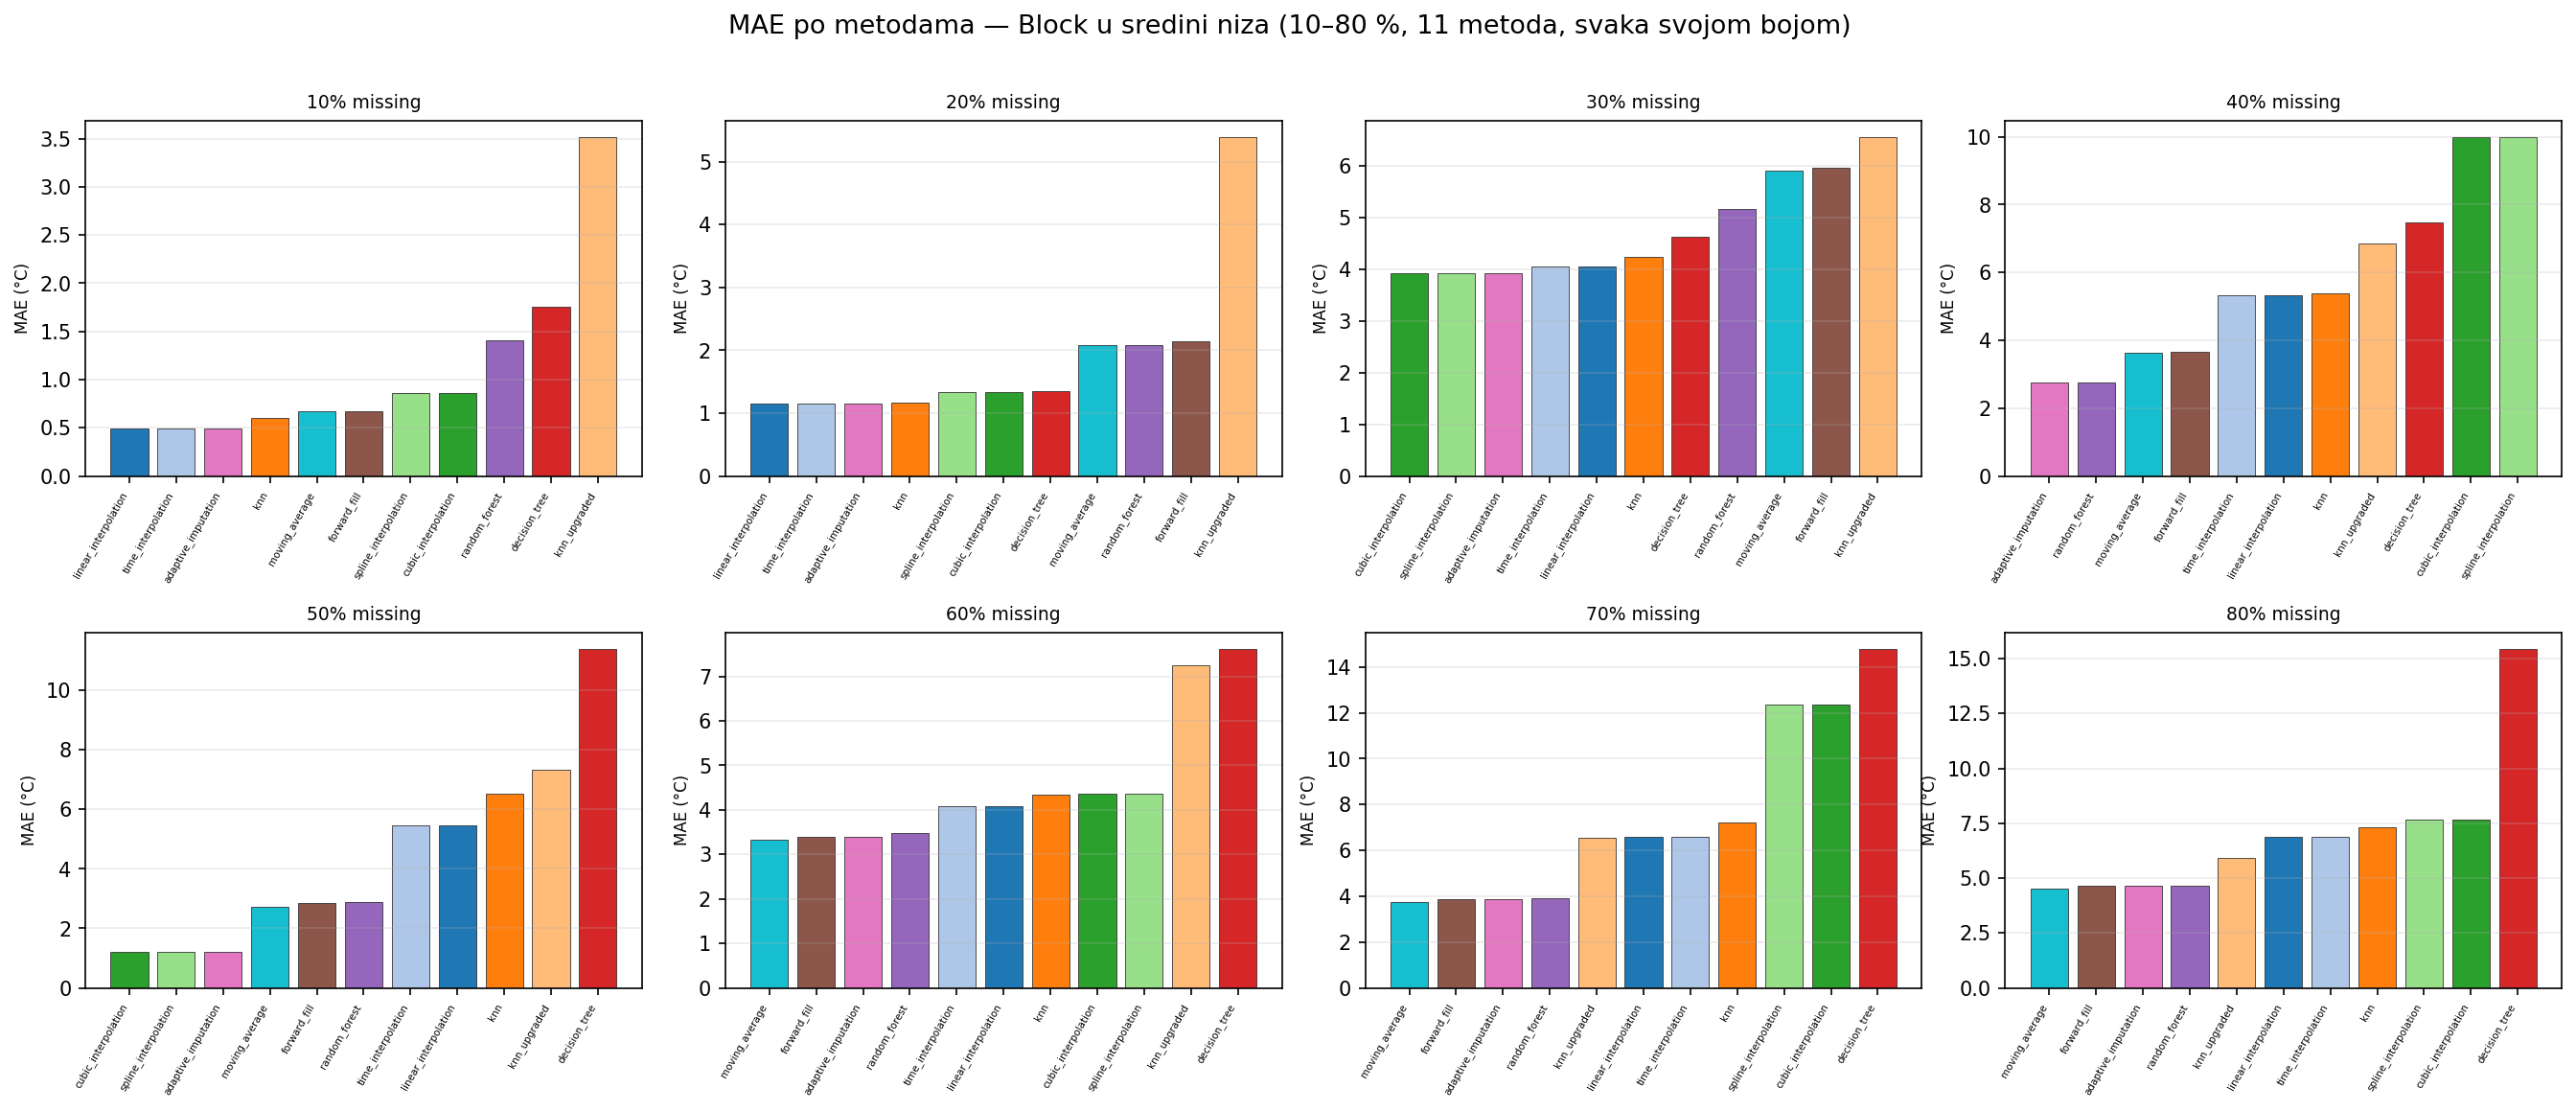 MAE po metodama — Block u sredini niza (10–80 %, 11 metoda, svaka svojom bojom)
10% missing
MAE (°C)
3.5
3.0
2.5
2.0
1.5
1.0
0.5
0.0
linear_interpolation
time_interpolation
adaptive_imputation
knn
moving_average
forward_fill
spline_interpolation
cubic_interpolation
random_forest
decision_tree
knn_upgraded
20% missing
MAE (°C)
5
4
3
2
1
0
linear_interpolation
time_interpolation
adaptive_imputation
knn
spline_interpolation
cubic_interpolation
decision_tree
moving_average
random_forest
forward_fill
knn_upgraded
30% missing
MAE (°C)
6
5
4
3
2
1
0
cubic_interpolation
spline_interpolation
adaptive_imputation
time_interpolation
linear_interpolation
knn
decision_tree
random_forest
moving_average
forward_fill
knn_upgraded
40% missing
MAE (°C)
10
8
6
4
2
0
adaptive_imputation
random_forest
moving_average
forward_fill
time_interpolation
linear_interpolation
knn
knn_upgraded
decision_tree
cubic_interpolation
spline_interpolation
50% missing
MAE (°C)
10
8
6
4
2
0
cubic_interpolation
spline_interpolation
adaptive_imputation
moving_average
forward_fill
random_forest
time_interpolation
linear_interpolation
knn
knn_upgraded
decision_tree
60% missing
MAE (°C)
7
6
5
4
3
2
1
0
moving_average
forward_fill
adaptive_imputation
random_forest
time_interpolation
linear_interpolation
knn
cubic_interpolation
spline_interpolation
knn_upgraded
decision_tree
70% missing
MAE (°C)
14
12
10
8
6
4
2
0
moving_average
forward_fill
adaptive_imputation
random_forest
knn_upgraded
linear_interpolation
time_interpolation
knn
spline_interpolation
cubic_interpolation
decision_tree
80% missing
MAE (°C)
15.0
12.5
10.0
7.5
5.0
2.5
0.0
moving_average
forward_fill
adaptive_imputation
random_forest
knn_upgraded
linear_interpolation
time_interpolation
knn
spline_interpolation
cubic_interpolation
decision_tree